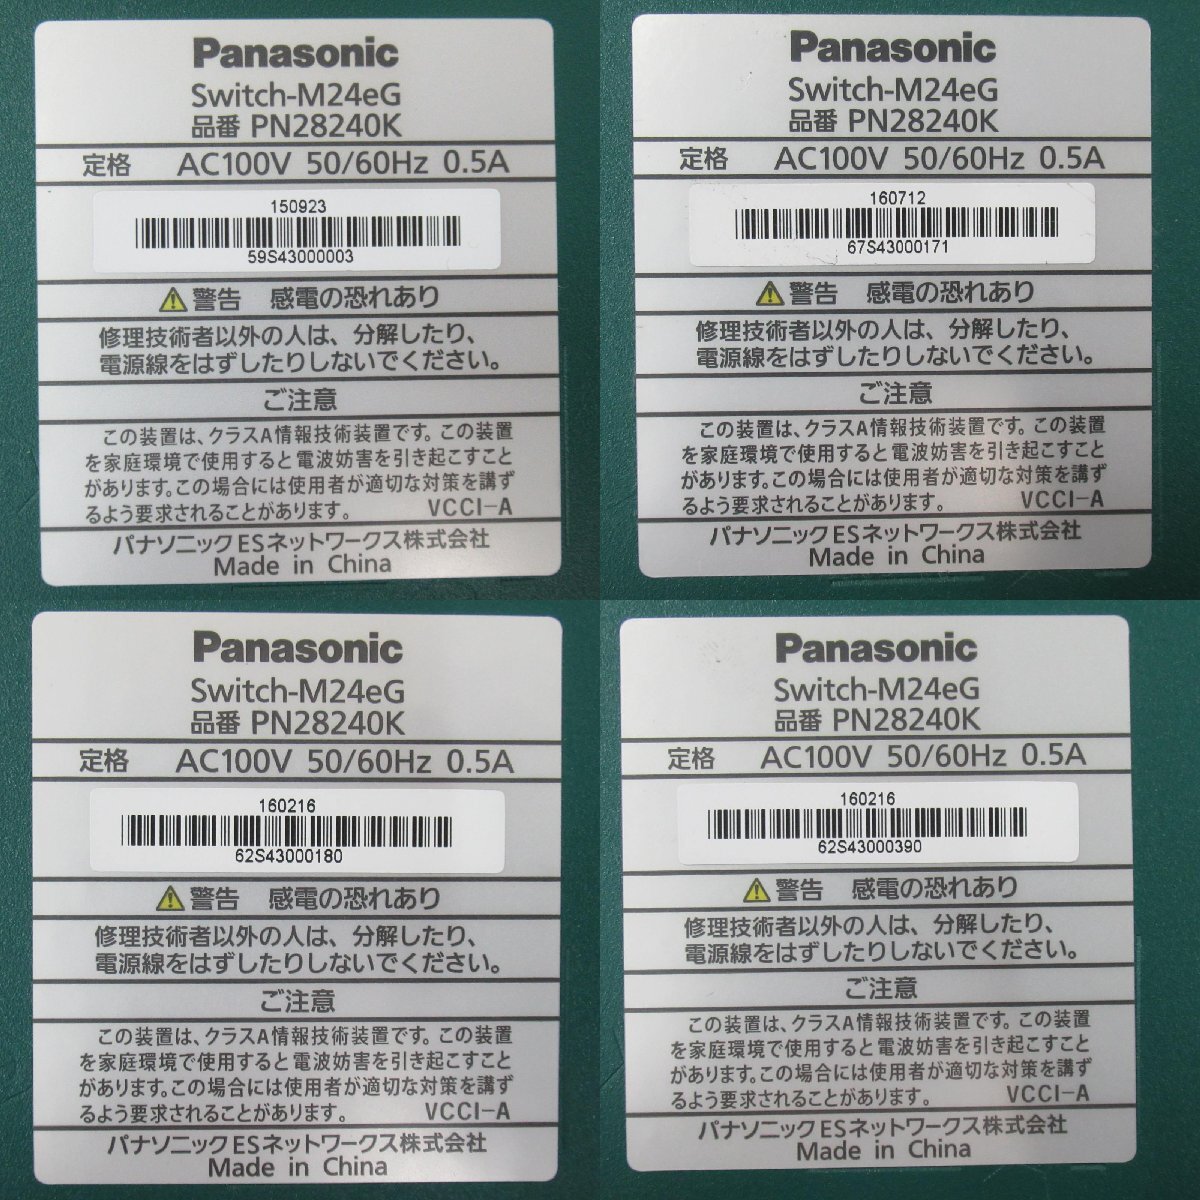 Panasonic
Switch-M24eG
品番 PN28240K
定格 AC100V 50/60Hz 0.5A
150923
59S43000003
警告 感電の恐れあり
修理技術者以外の人は、分解したり、
電源線をはずしたりしないでください。
ご注意
この装置は、クラスA情報技術装置です。この装置
を家庭環境で使用すると電波妨害を引き起こすこと
があります。この場合には使用者が適切な対策を講ず
るよう要求されることがあります。 VCCI-A
パナソニックESネットワークス株式会社
Made in China
Panasonic
Switch-M24eG
品番 PN28240K
定格 AC100V 50/60Hz 0.5A
160712
67S43000171
警告 感電の恐れあり
修理技術者以外の人は、分解したり、
電源線をはずしたりしないでください。
ご注意
この装置は、クラスA情報技術装置です。この装置
を家庭環境で使用すると電波妨害を引き起こすこと
があります。この場合には使用者が適切な対策を講ず
るよう要求されることがあります。 VCCI-A
パナソニックESネットワークス株式会社
Made in China
Panasonic
Switch-M24eG
品番 PN28240K
定格 AC100V 50/60Hz 0.5A
160216
62S43000180
警告 感電の恐れあり
修理技術者以外の人は、分解したり、
電源線をはずしたりしないでください。
ご注意
この装置は、クラスA情報技術装置です。この装置
を家庭環境で使用すると電波妨害を引き起こすこと
があります。この場合には使用者が適切な対策を講ず
るよう要求されることがあります。 VCCI-A
パナソニックESネットワークス株式会社
Made in China
Panasonic
Switch-M24eG
品番 PN28240K
定格 AC100V 50/60Hz 0.5A
160216
62S43000390
警告 感電の恐れあり
修理技術者以外の人は、分解したり、
電源線をはずしたりしないでください。
ご注意
この装置は、クラスA情報技術装置です。この装置
を家庭環境で使用すると電波妨害を引き起こすこと
があります。この場合には使用者が適切な対策を講ず
るよう要求されることがあります。 VCCI-A
パナソニックESネットワークス株式会社
Made in China